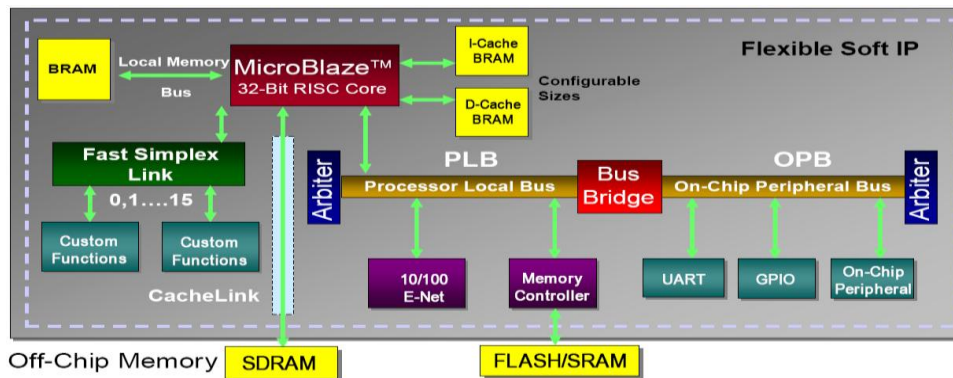 BRAM
Local Memory
Bus
MicroBlaze™
32-Bit RISC Core
I-Cache
BRAM
D-Cache
BRAM
Configurable
Sizes
Flexible Soft IP
Fast Simplex
Link
0,1....15
Custom
Functions
Custom
Functions
CacheLink
Arbiter
PLB
Processor Local Bus
Bus
Bridge
OPB
On-Chip Peripheral Bus
Arbiter
10/100
E-Net
Memory
Controller
UART
GPIO
On-Chip
Peripheral
Off-Chip Memory
SDRAM
FLASH/SRAM